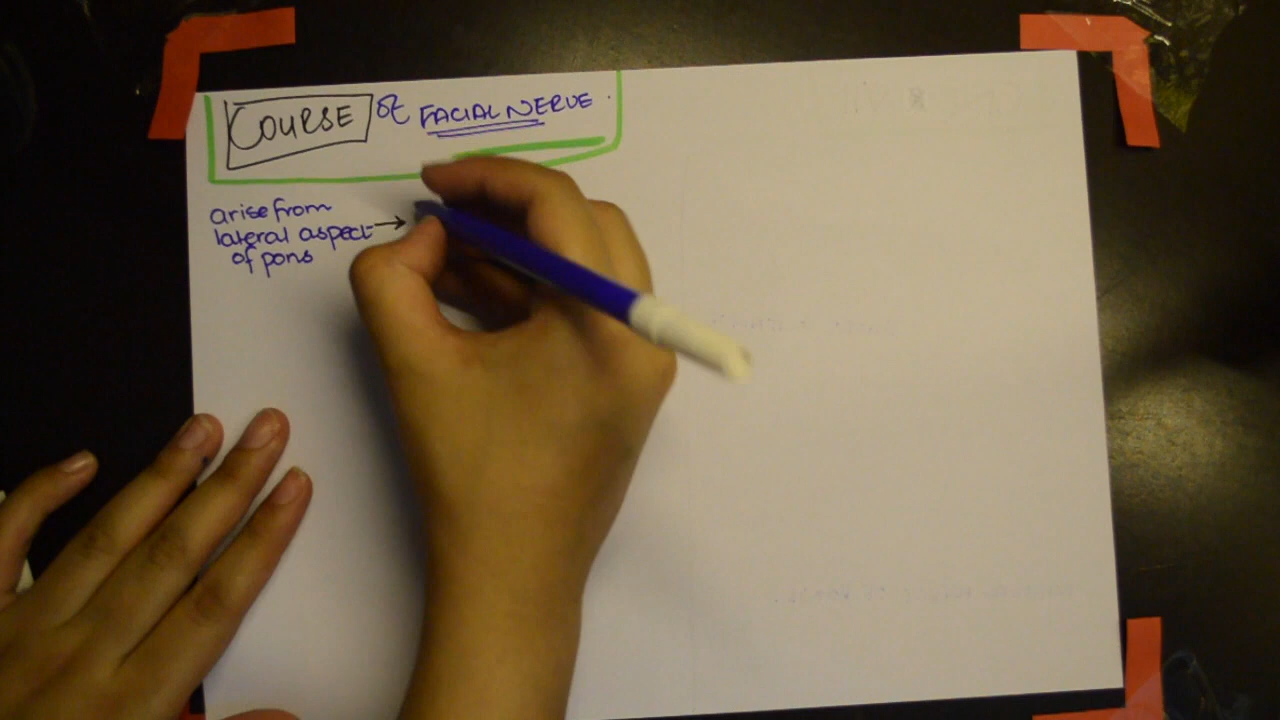 COURSE of FACIAL NERVE
arise from
lateral aspect
of pons